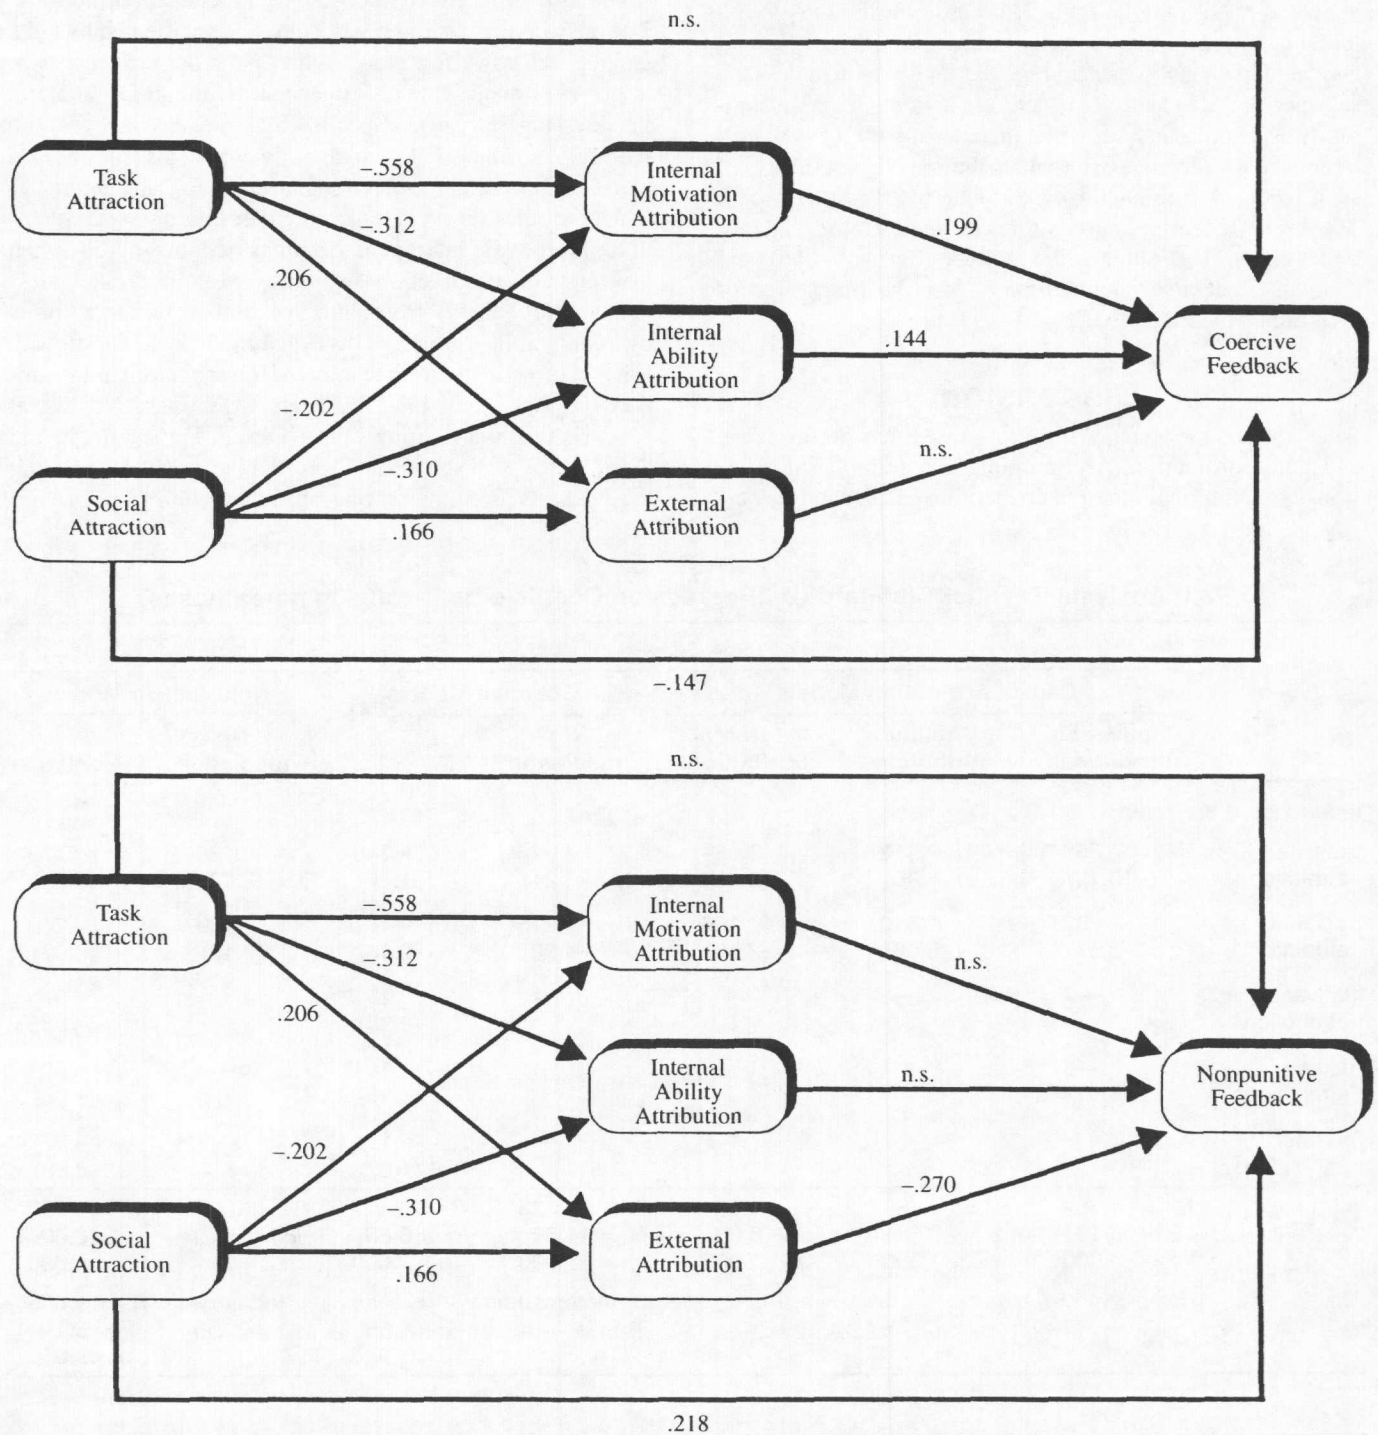 n.s.
Task
Attraction
–.558
Internal
Motivation
Attribution
–.312
.199
.206
Internal
Ability
Attribution
.144
Coercive
Feedback
–.202
n.s.
–.310
Social
Attraction
External
Attribution
.166
–.147
n.s.
Task
Attraction
–.558
Internal
Motivation
Attribution
–.312
n.s.
.206
Internal
Ability
Attribution
n.s.
Nonpunitive
Feedback
–.202
–.270
–.310
Social
Attraction
External
Attribution
.166
.218